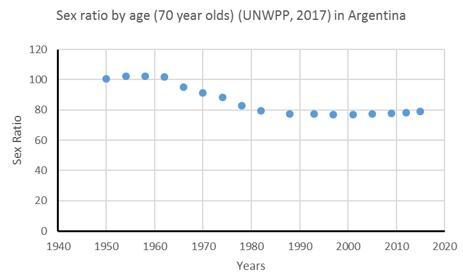 Sex ratio by age (70 year olds) (UNWPP, 2017) in Argentina
120
100
80
60
40
20
0
Sex Ratio
1940 1950 1960 1970 1980 1990 2000 2010 2020
Years